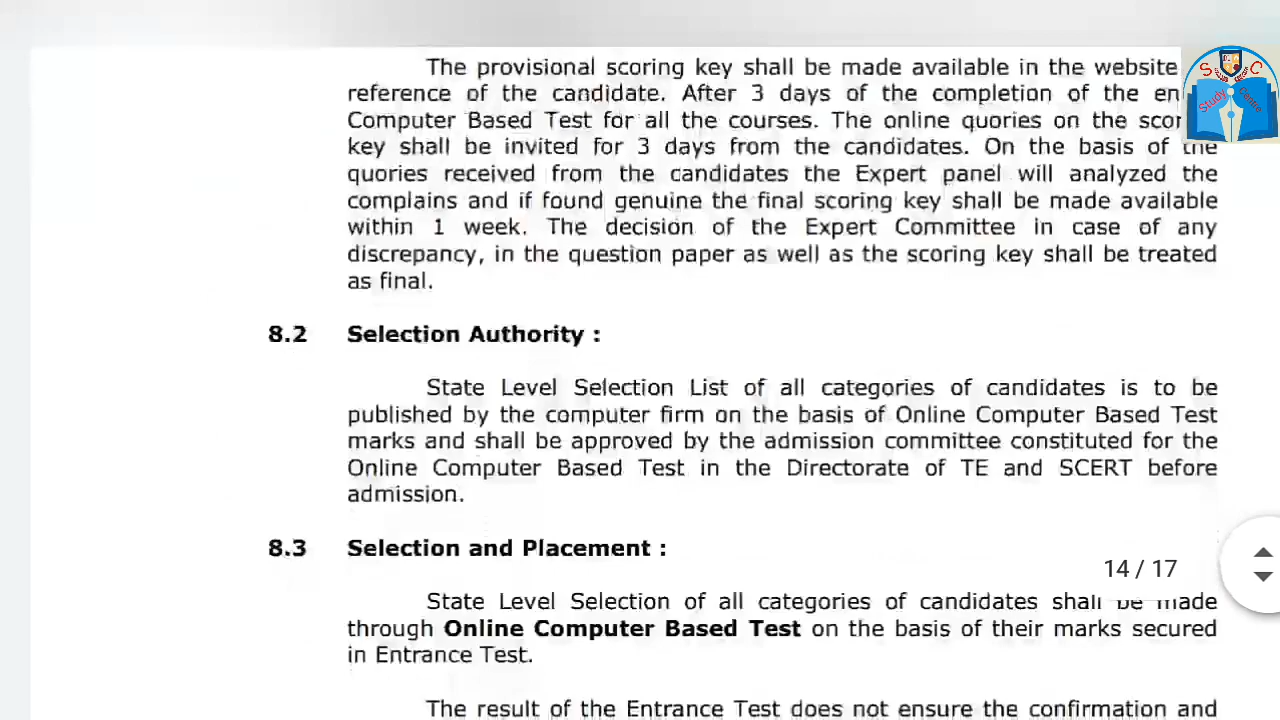 The provisional scoring key shall be made available in the website
reference of the candidate. After 3 days of the completion of the
Computer Based Test for all the courses. The online quories on the
key shall be invited for 3 days from the candidates. On the basis of the
quories received from the candidates the Expert panel will analyzed the
complains and if found genuine the final scoring key shall be made available
within 1 week. The decision of the Expert Committee in case of any
discrepancy, in the question paper as well as the scoring key shall be treated
as final.
8.2 Selection Authority :
State Level Selection List of all categories of candidates is to be
published by the computer firm on the basis of Online Computer Based Test
marks and shall be approved by the admission committee constituted for the
Online Computer Based Test in the Directorate of TE and SCERT before
admission.
8.3 Selection and Placement :
14 / 17
State Level Selection of all categories of candidates shall be made
through Online Computer Based Test on the basis of their marks secured
in Entrance Test.
The result of the Entrance Test does not ensure the confirmation and
S C
Study Centre